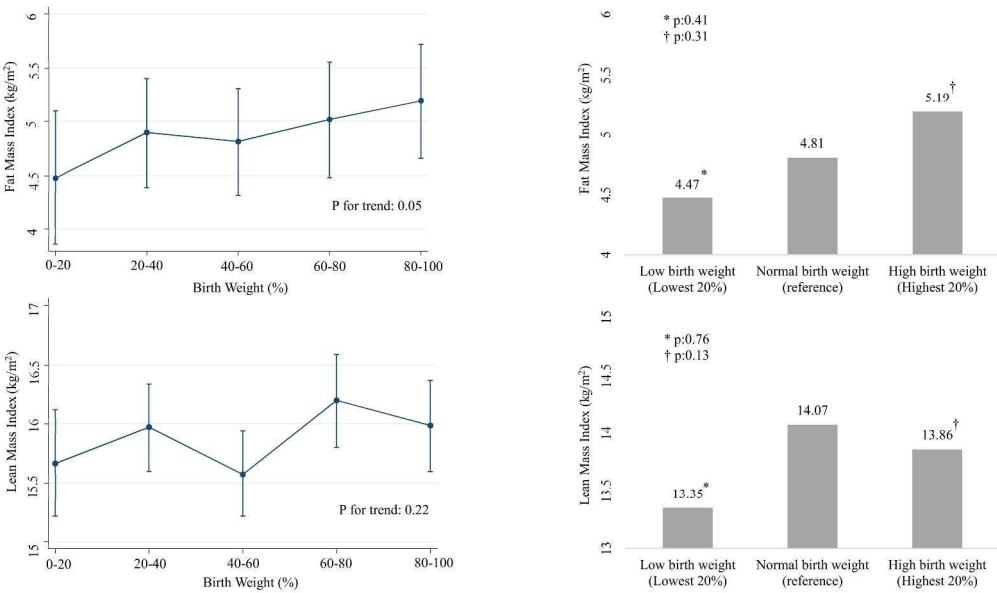 Fat Mass Index (kg/m²)
6
5.5
5
4.5
4
P for trend: 0.05
0-20 20-40 40-60 60-80 80-100
Birth Weight (%)
Fat Mass Index (kg/m²)
6
5.5
5
4.5
4
* p:0.41
† p:0.31
4.47*
4.81
5.19†
Low birth weight Normal birth weight High birth weight
(Lowest 20%) (reference) (Highest 20%)
Lean Mass Index (kg/m²)
17
16.5
16
15.5
15
P for trend: 0.22
0-20 20-40 40-60 60-80 80-100
Birth Weight (%)
Lean Mass Index (kg/m²)
15
14.5
14
13.5
13
* p:0.76
† p:0.13
13.35*
14.07
13.86†
Low birth weight Normal birth weight High birth weight
(Lowest 20%) (reference) (Highest 20%)